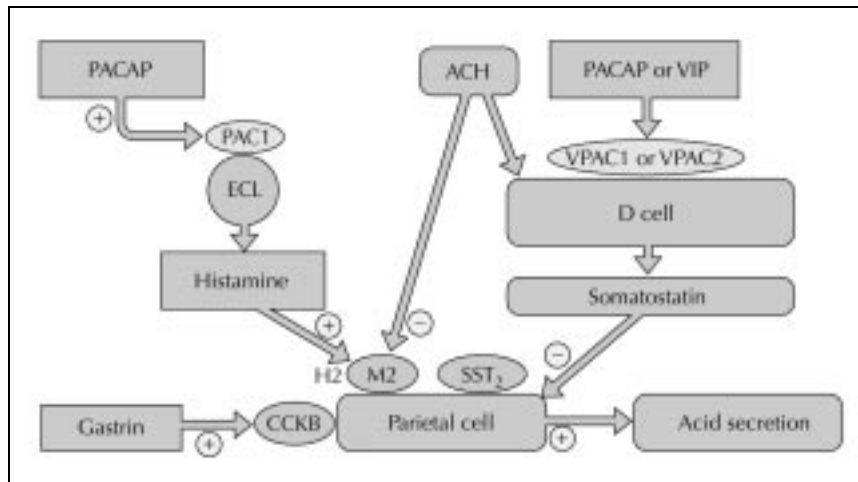 PACAP
ACH
PACAP or VIP
+
PAC1
VPAC1 or VPAC2
ECL
D cell
Histamine
Somatostatin
+
−
−
H2
M2
SST2
Gastrin
+
CCKB
Parietal cell
+
Acid secretion